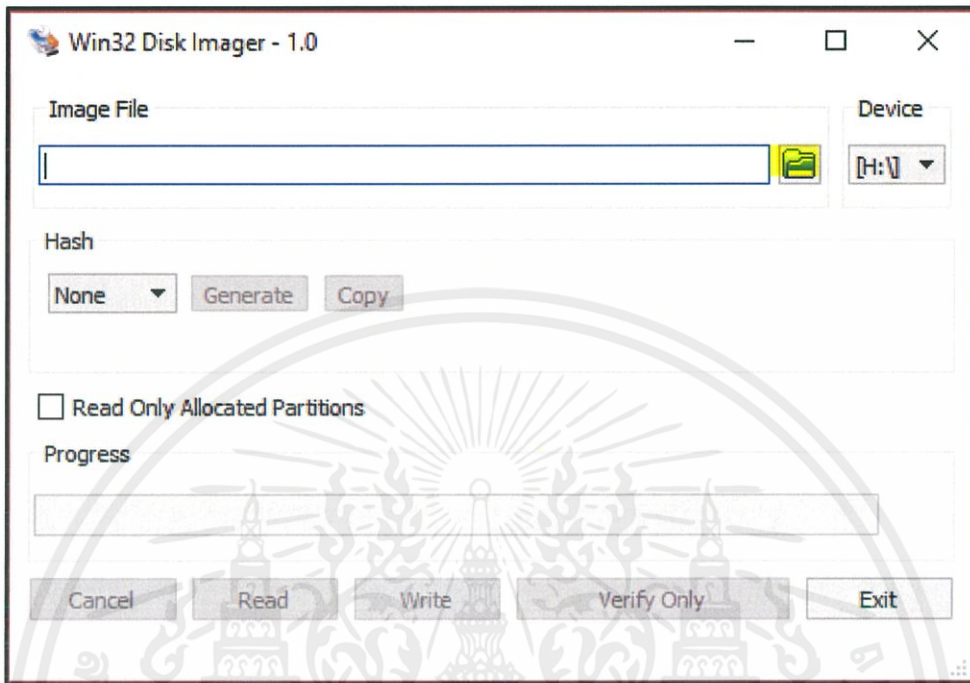 Win32 Disk Imager - 1.0
Image File
Device
[H:\]
Hash
None
Generate
Copy
Read Only Allocated Partitions
Progress
Cancel
Read
Write
Verify Only
Exit